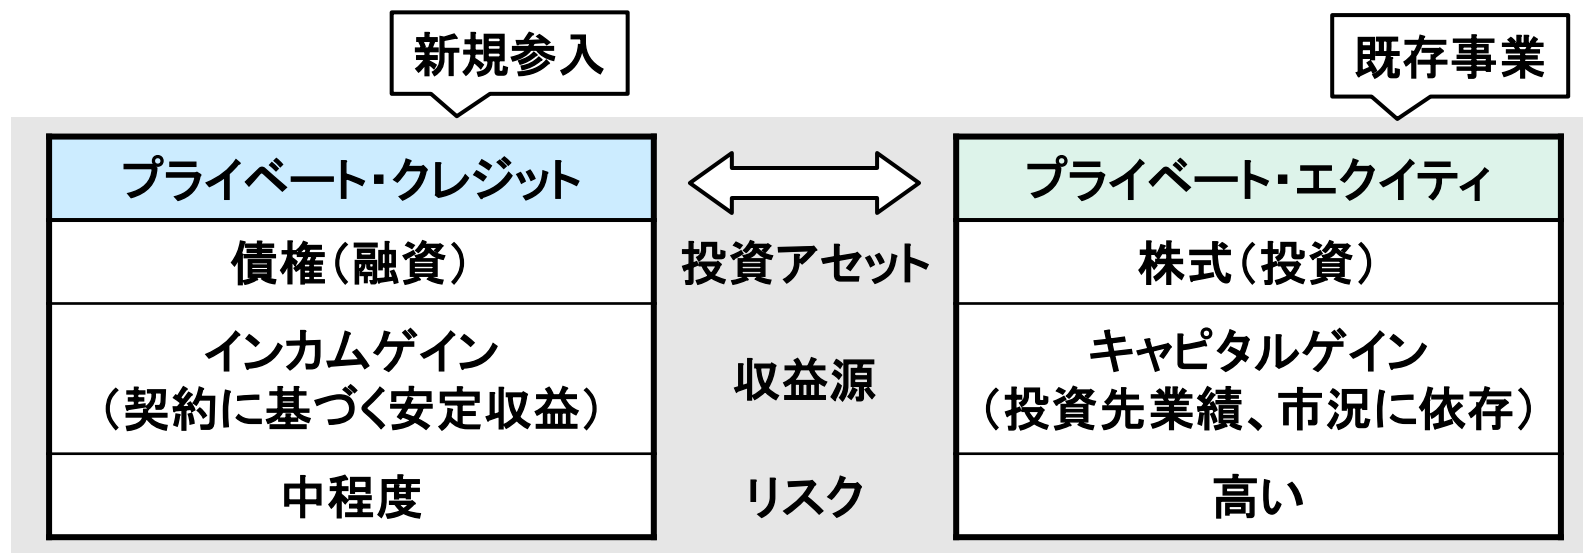 新規参入
既存事業
プライベート・クレジット
プライベート・エクイティ
債権（融資）
投資アセット
株式（投資）
インカムゲイン
（契約に基づく安定収益）
収益源
キャピタルゲイン
（投資先業績、市況に依存）
中程度
リスク
高い